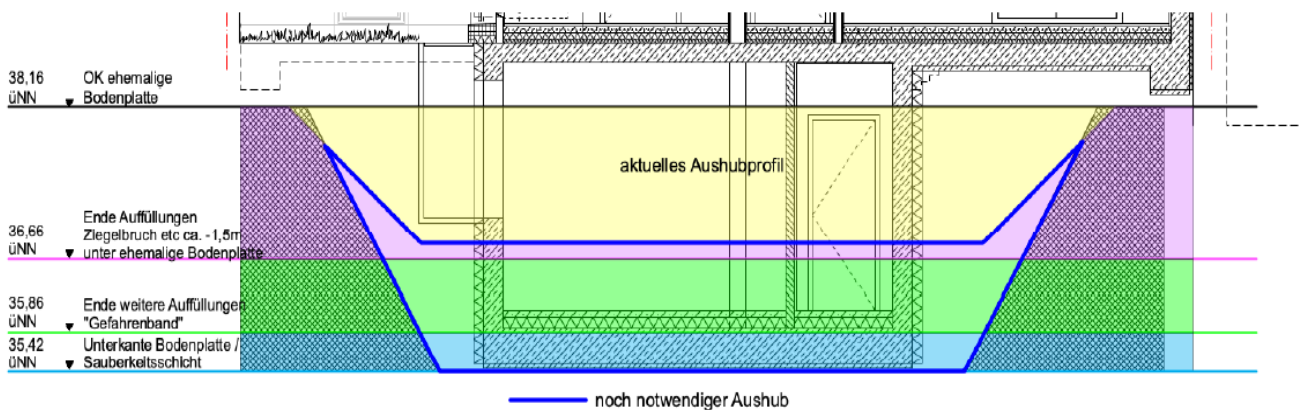 38,16 OK ehemalige
üNN Bodenplatte
aktuelles Aushubprofil
Ende Auffüllungen
36,66 Ziegelbruch etc ca. -1,5m
üNN unter ehemalige Bodenplatte
35,86 Ende weitere Auffüllungen
üNN "Gefahrenband"
35,42 Unterkante Bodenplatte /
üNN Sauberkeitsschicht
noch notwendiger Aushub